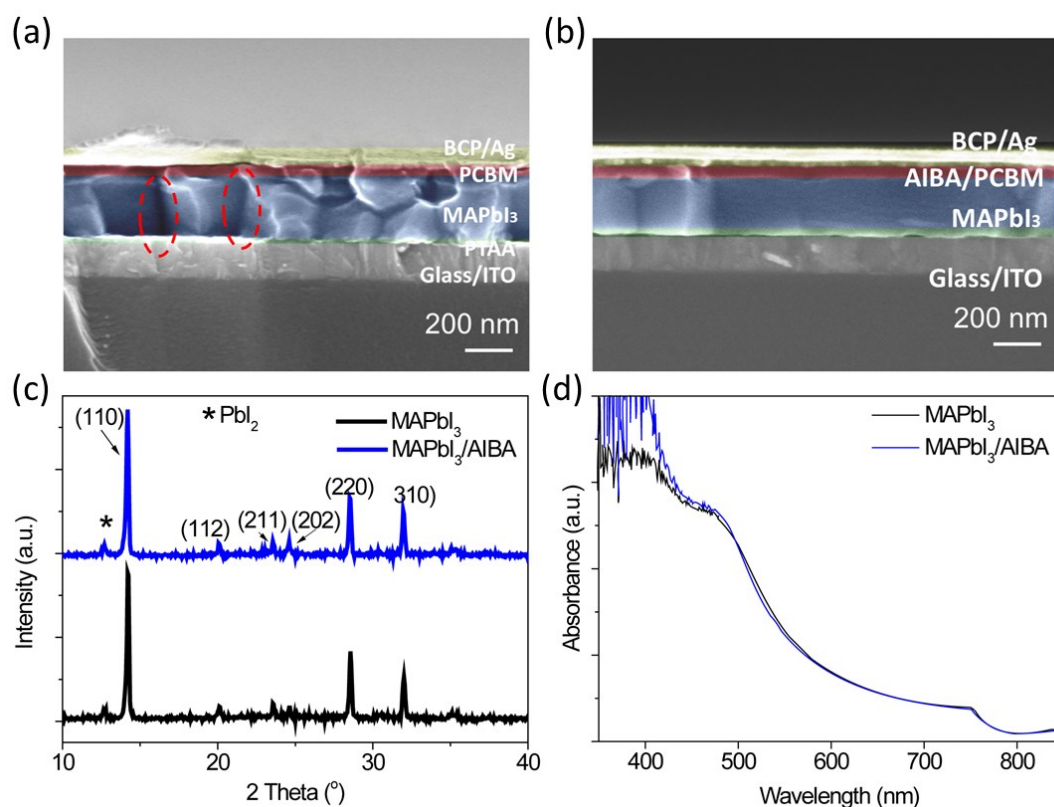 (a)
BCP/Ag
PCBM
MAPbI₃
PTAA
Glass/ITO
200 nm
(b)
BCP/Ag
AIBA/PCBM
MAPbI₃
Glass/ITO
200 nm
(c)
(110)
* PbI₂
MAPbI₃
MAPbI₃/AIBA
*
(112)
(211)
(202)
(220)
310)
Intensity (a.u.)
10 20 30 40
2 Theta (°)
(d)
MAPbI₃
MAPbI₃/AIBA
Absorbance (a.u.)
400 500 600 700 800
Wavelength (nm)